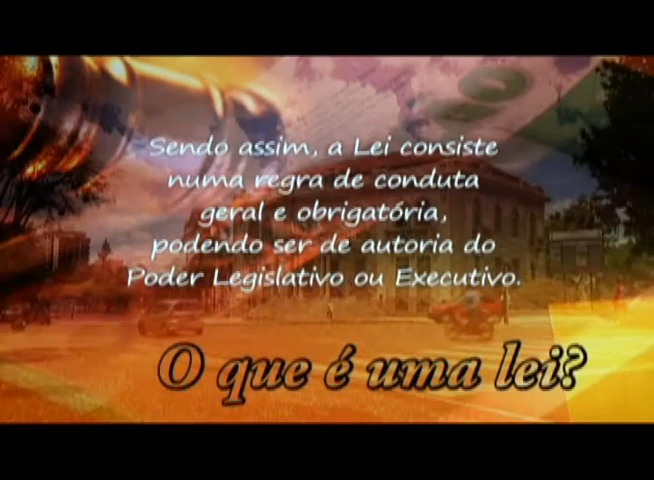 Sendo assim, a Lei consiste
numa regra de conduta
geral e obrigatória,
podendo ser de autoria do
Poder Legislativo ou Executivo.
O que é uma lei?